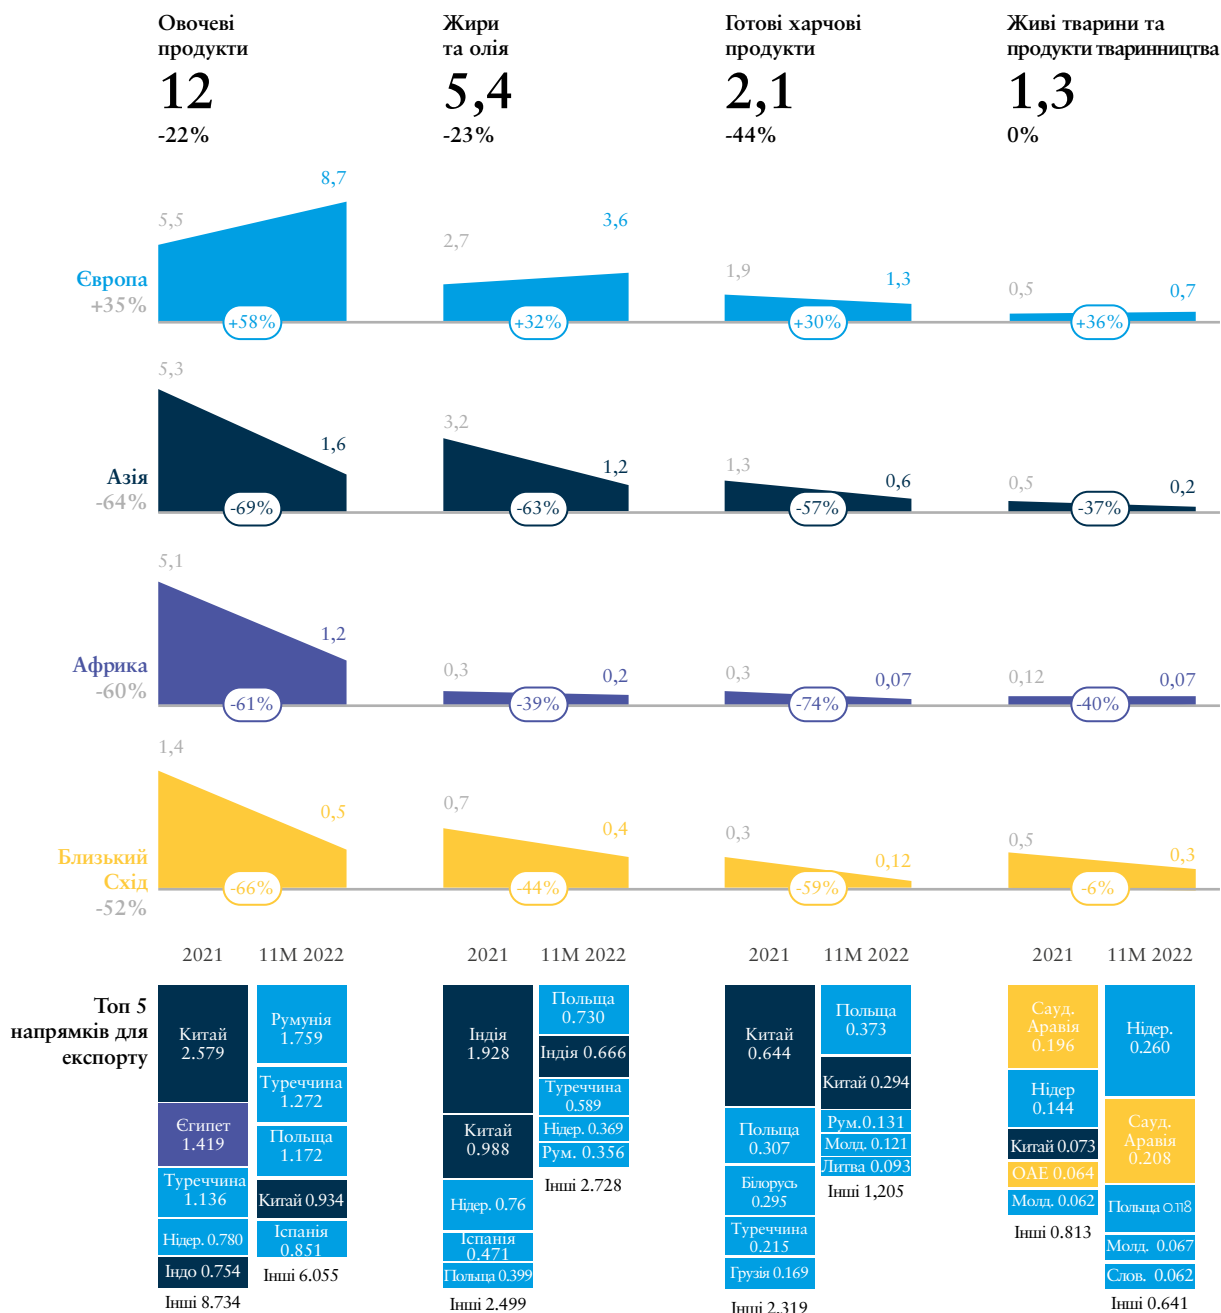 Овочеві
продукти
12
-22%
Жири
та олія
5,4
-23%
Готові харчові
продукти
2,1
-44%
Живі тварини та
продукти тваринництва
1,3
0%
Європа
+35%
5,5
8,7
+58%
2,7
3,6
+32%
1,9
1,3
+30%
0,5
0,7
+36%
Азія
-64%
5,3
1,6
-69%
3,2
1,2
-63%
1,3
0,6
-57%
0,5
0,2
-37%
Африка
-60%
5,1
1,2
-61%
0,3
0,2
-39%
0,3
0,07
-74%
0,12
0,07
-40%
Близький
Схід
-52%
1,4
0,5
-66%
0,7
0,4
-44%
0,3
0,12
-59%
0,5
0,3
-6%
2021
11М 2022
2021
11М 2022
2021
11М 2022
2021
11М 2022
Топ 5
напрямків для
експорту
Китай
2.579
Єгипет
1.419
Туреччина
1.136
Нідер. 0.780
Індо 0.754
Інші 8.734
Румунія
1.759
Туреччина
1.272
Польща
1.172
Китай 0.934
Іспанія
0.851
Інші 6.055
Індія
1.928
Китай
0.988
Нідер. 0.76
Іспанія
0.471
Польща 0.399
Інші 2.499
Польща
0.730
Індія 0.666
Туреччина
0.589
Нідер. 0.369
Рум. 0.356
Інші 2.728
Китай
0.644
Польща
0.307
Білорусь
0.295
Туреччина
0.215
Грузія 0.169
Інші 2.319
Польща
0.373
Китай 0.294
Рум.0.131
Молд. 0.121
Литва 0.093
Інші 1,205
Сауд.
Аравія
0.196
Нідер
0.144
Китай 0.073
ОАЕ 0.064
Молд. 0.062
Інші 0.813
Нідер.
0.260
Сауд.
Аравія
0.208
Польща 0.118
Молд. 0.067
Слов. 0.062
Інші 0.641